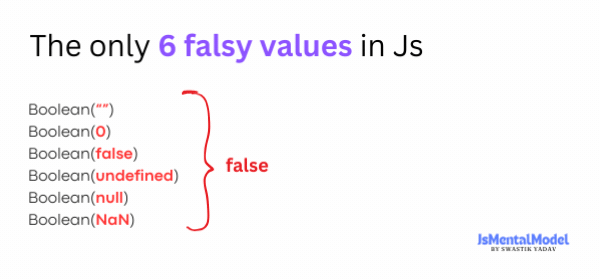 The only 6 falsy values in Js
Boolean("")
Boolean(0)
Boolean(false)
Boolean(undefined)
Boolean(null)
Boolean(NaN)
false
JsMentalModel
BY SWASTIK YADAV